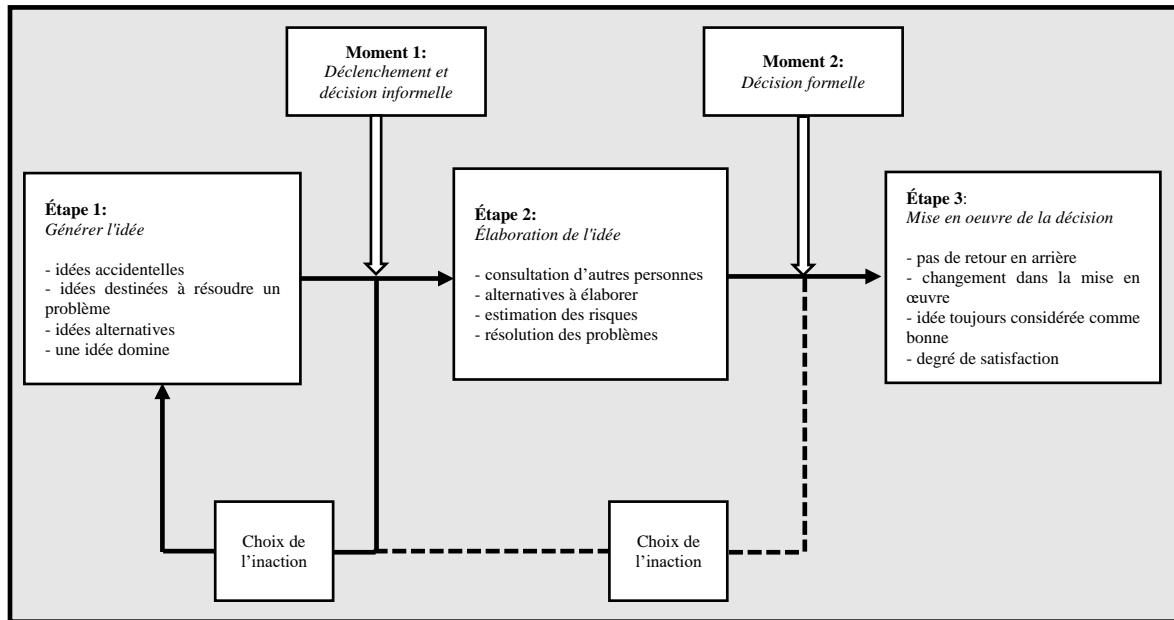 Moment 1:
Déclenchement et
décision informelle
Moment 2:
Décision formelle
Étape 1:
Générer l'idée
- idées accidentelles
- idées destinées à résoudre un
problème
- idées alternatives
- une idée domine
Étape 2:
Élaboration de l'idée
- consultation d’autres personnes
- alternatives à élaborer
- estimation des risques
- résolution des problèmes
Étape 3:
Mise en oeuvre de la décision
- pas de retour en arrière
- changement dans la mise en
œuvre
- idée toujours considérée comme
bonne
- degré de satisfaction
Choix de
l’inaction
Choix de
l’inaction